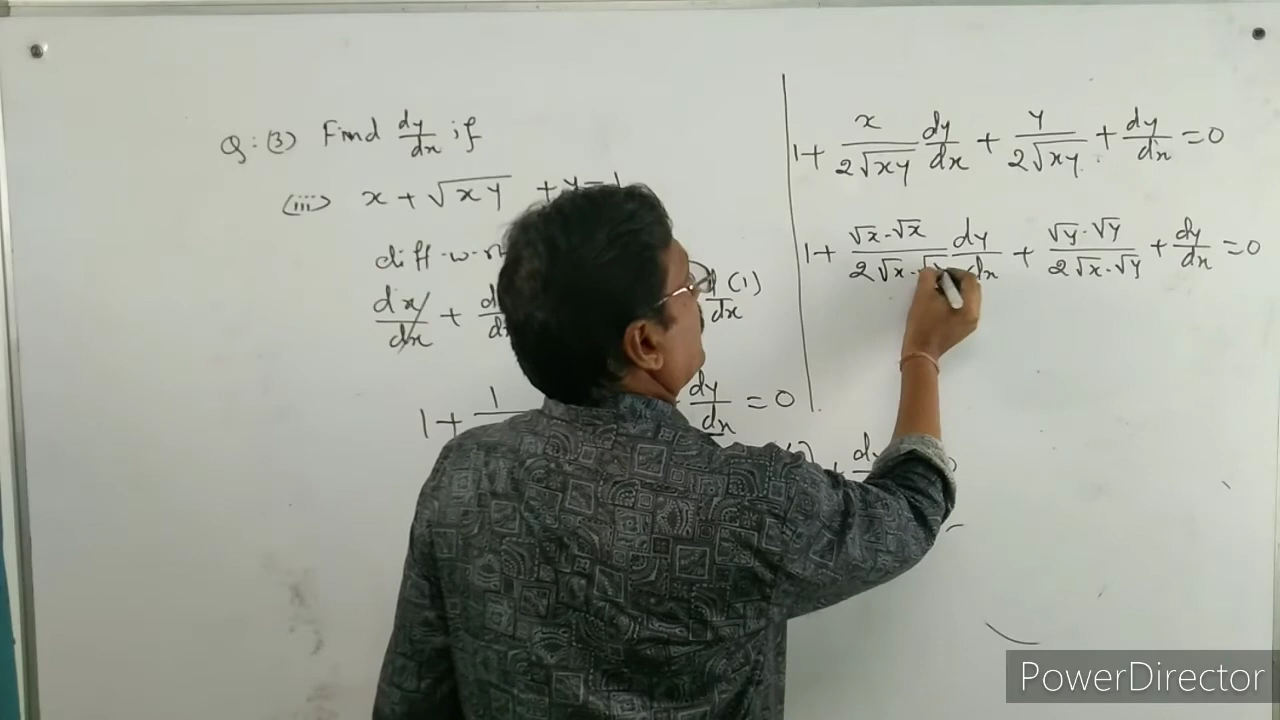 Q:(3) Find dy/dx if
(iii) x + √xy + y = 1
diff. w.r
dx/dx + d/d (1)/dx
1 + 1 dy/dx = 0
dy
1 + x/2√xy dy/dx + y/2√xy + dy/dx = 0
1 + √x·√x/2√x·√y dy/dx + √y·√y/2√x·√y + dy/dx = 0
PowerDirector